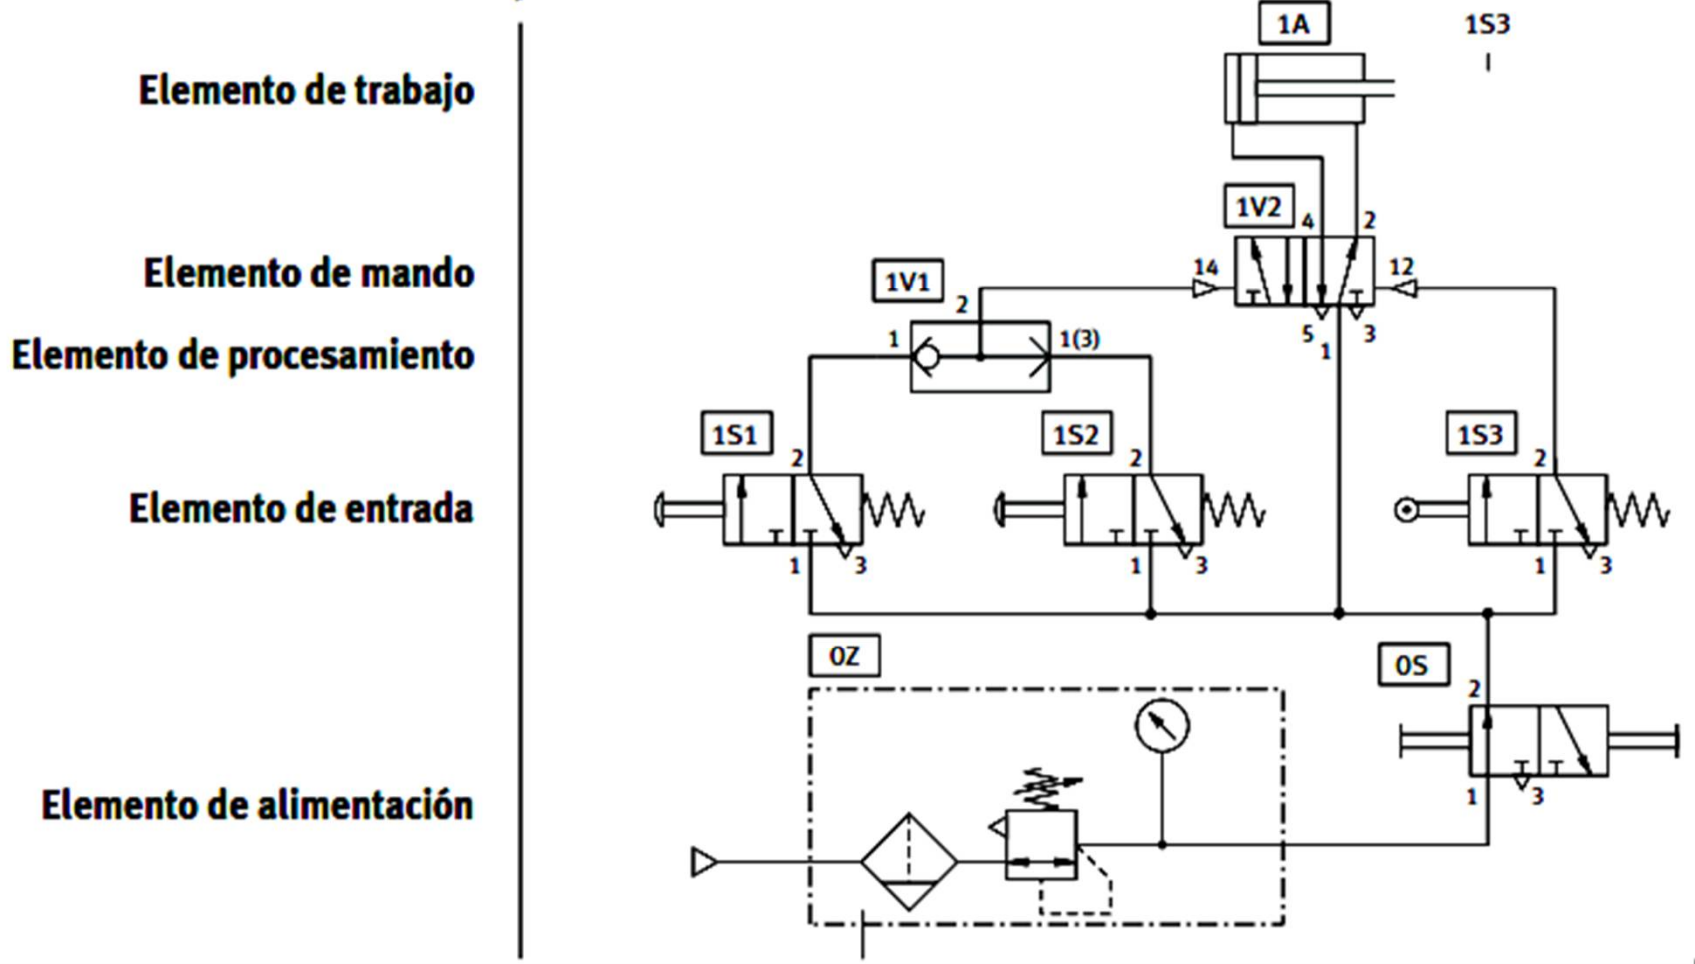 1A
1S3
Elemento de trabajo
1V2
4
2
Elemento de mando
1V1
14
12
2
Elemento de procesamiento
1
1(3)
5
1
3
1S1
1S2
1S3
2
2
2
Elemento de entrada
1
3
1
3
1
3
0Z
0S
2
Elemento de alimentación
1
3